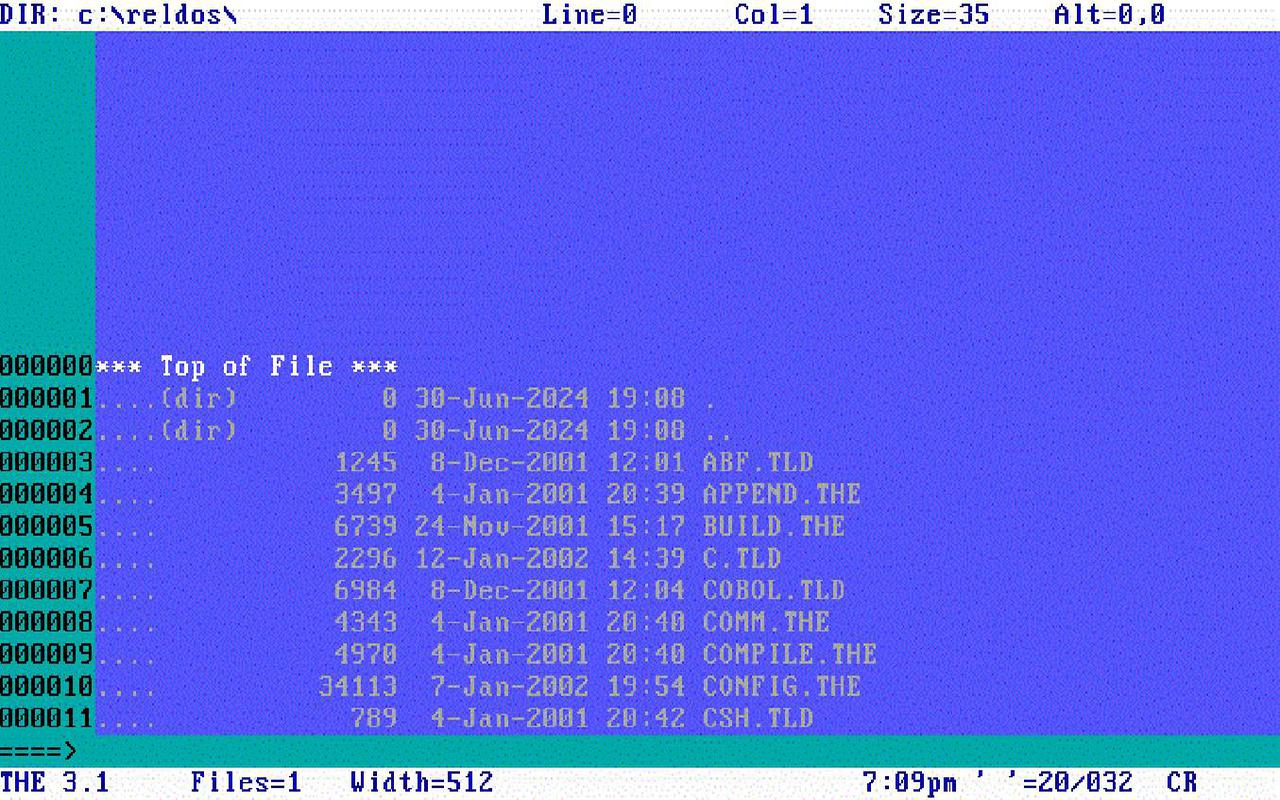 DIR: c:\reldos\ Line=0 Col=1 Size=35 Alt=0,0
000000*** Top of File ***
000001....(dir) 0 30-Jun-2024 19:08 .
000002....(dir) 0 30-Jun-2024 19:08 ..
000003.... 1245 8-Dec-2001 12:01 ABF.TLD
000004.... 3497 4-Jan-2001 20:39 APPEND.THE
000005.... 6739 24-Nov-2001 15:17 BUILD.THE
000006.... 2296 12-Jan-2002 14:39 C.TLD
000007.... 6984 8-Dec-2001 12:04 COBOL.TLD
000008.... 4343 4-Jan-2001 20:40 COMM.THE
000009.... 4970 4-Jan-2001 20:40 COMPILE.THE
000010.... 34113 7-Jan-2002 19:54 CONFIG.THE
000011.... 789 4-Jan-2001 20:42 CSH.TLD
====>
THE 3.1 Files=1 Width=512 7:09pm ' '=20/032 CR